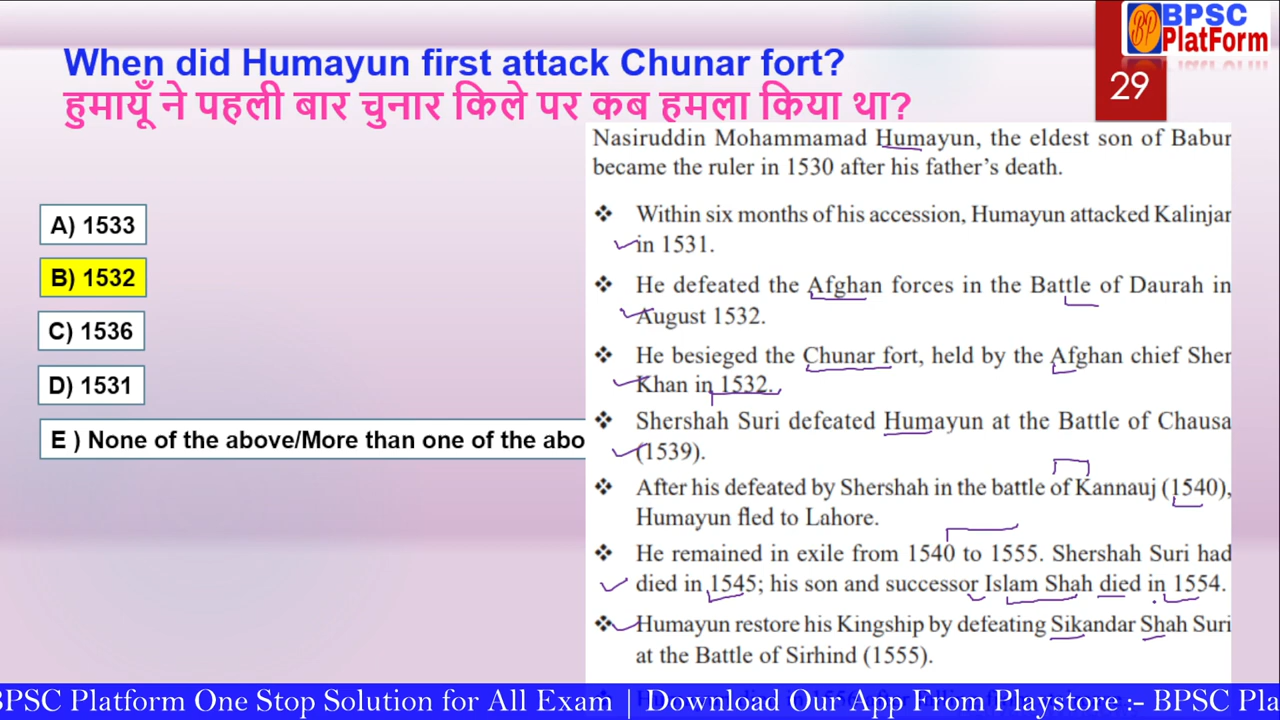 BPSC
PlatForm
When did Humayun first attack Chunar fort?
29
हुमायूँ ने पहली बार चुनार किले पर कब हमला किया था?
A) 1533
B) 1532
C) 1536
D) 1531
E ) None of the above/More than one of the abo
Nasiruddin Mohammamad Humayun, the eldest son of Babur
became the ruler in 1530 after his father's death.
❖ Within six months of his accession, Humayun attacked Kalinjar
in 1531.
❖ He defeated the Afghan forces in the Battle of Daurah in
August 1532.
❖ He besieged the Chunar fort, held by the Afghan chief Sher
Khan in 1532.
❖ Shershah Suri defeated Humayun at the Battle of Chausa
(1539).
❖ After his defeated by Shershah in the battle of Kannauj (1540),
Humayun fled to Lahore.
❖ He remained in exile from 1540 to 1555. Shershah Suri had
died in 1545; his son and successor Islam Shah died in 1554.
❖ Humayun restore his Kingship by defeating Sikandar Shah Suri
at the Battle of Sirhind (1555).
BPSC Platform One Stop Solution for All Exam | Download Our App From Playstore :- BPSC Pla